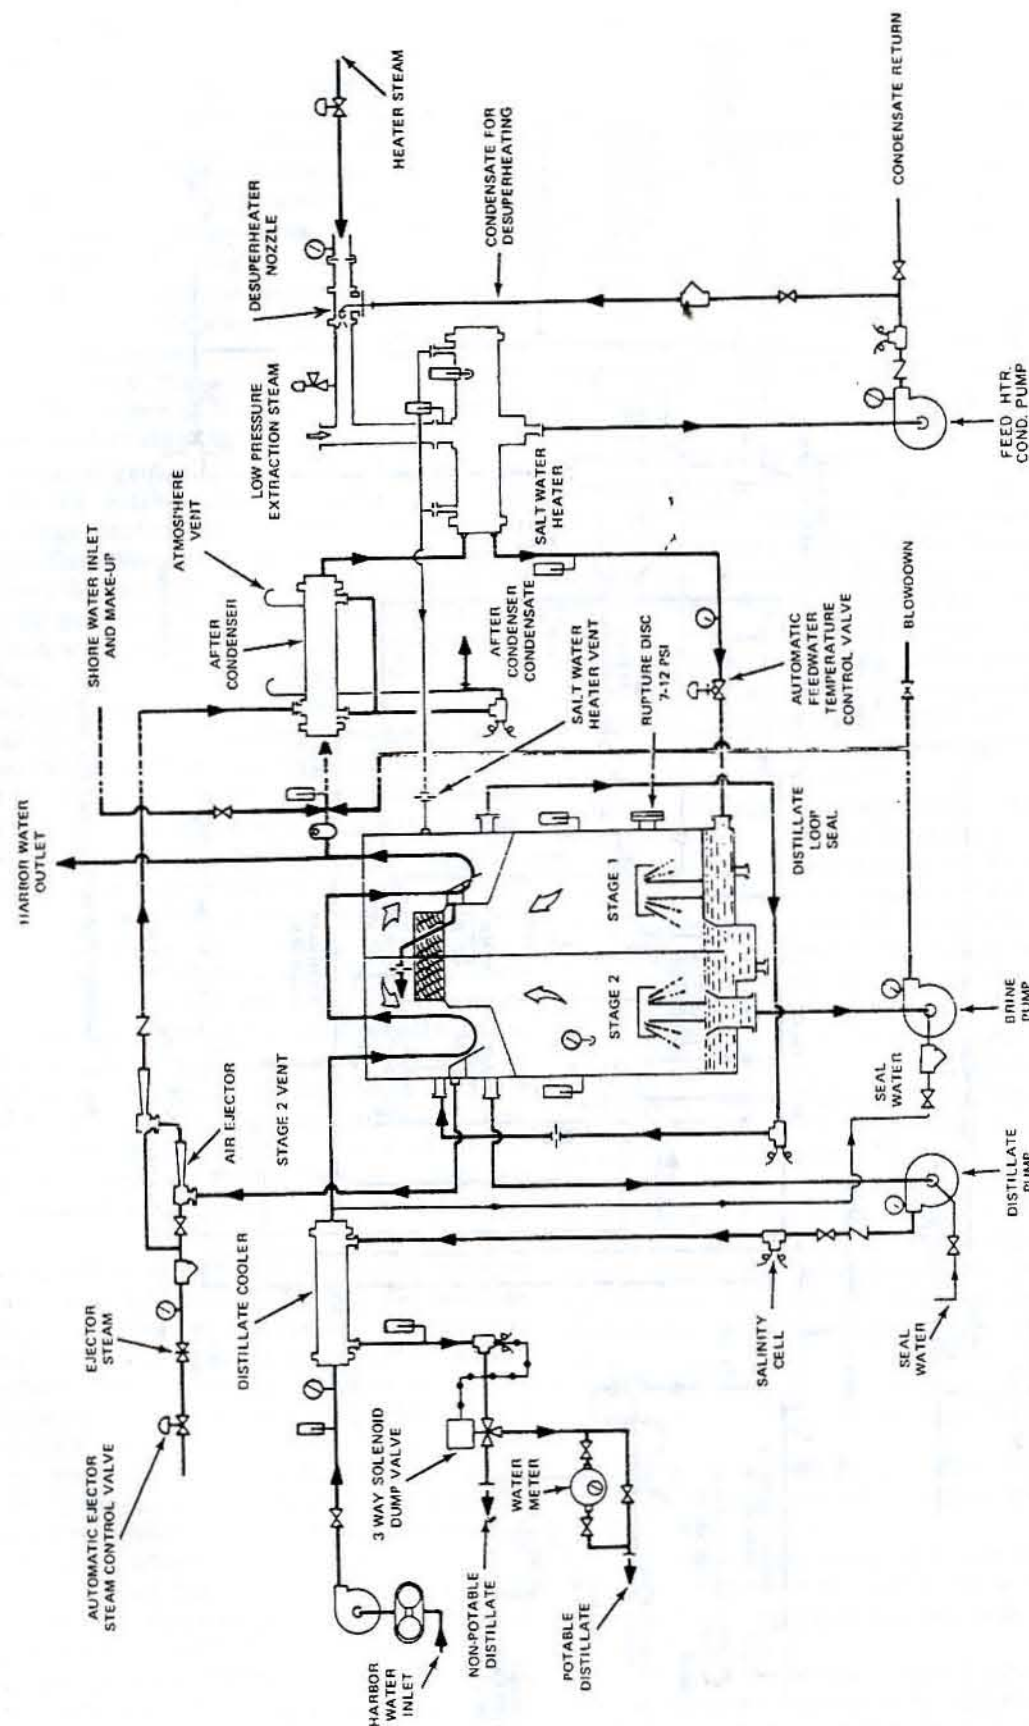 HARBOR WATER
OUTLET
SHORE WATER INLET
AND MAKE-UP
AUTOMATIC EJECTOR
STEAM CONTROL VALVE
EJECTOR
STEAM
AIR EJECTOR
AFTER
CONDENSER
ATMOSPHERE
VENT
LOW PRESSURE
EXTRACTION STEAM
DESUPERHEATER
NOZZLE
HEATER STEAM
DISTILLATE COOLER
STAGE 2 VENT
AFTER
CONDENSER
CONDENSATE
SALT WATER
HEATER
CONDENSATE FOR
DESUPERHEATING
SALT WATER
HEATER VENT
3 WAY SOLENOID
DUMP VALVE
RUPTURE DISC
7-12 PSI
HARBOR
WATER
INLET
NON-POTABLE
DISTILLATE
WATER
METER
POTABLE
DISTILLATE
STAGE 2
STAGE 1
AUTOMATIC
FEEDWATER
TEMPERATURE
CONTROL VALVE
DISTILLATE
LOOP
SEAL
SALINITY
CELL
SEAL
WATER
SEAL
WATER
BLOWDOWN
CONDENSATE RETURN
DISTILLATE
PUMP
BRINE
PUMP
FEED HTR.
COND. PUMP